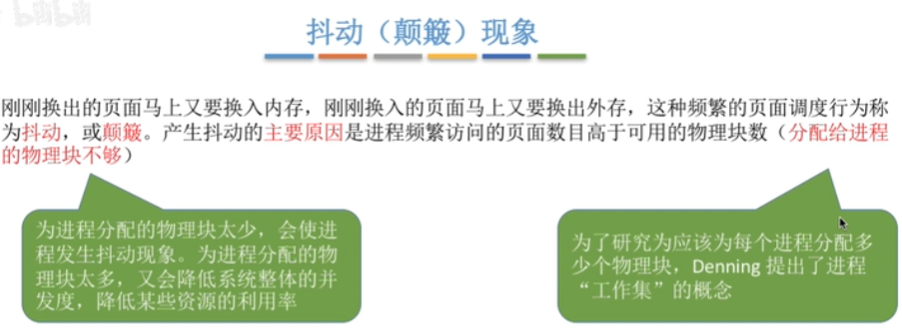 bilibili
抖动（颠簸）现象
刚刚换出的页面马上又要换入内存，刚刚换入的页面马上又要换出外存，这种频繁的页面调度行为称
为抖动，或颠簸。产生抖动的主要原因是进程频繁访问的页面数目高于可用的物理块数（分配给进程
的物理块不够）
为进程分配的物理块太少，会使进
程发生抖动现象。为进程分配的物
理块太多，又会降低系统整体的并
发度，降低某些资源的利用率
为了研究为应该为每个进程分配多
少个物理块，Denning 提出了进程
“工作集”的概念